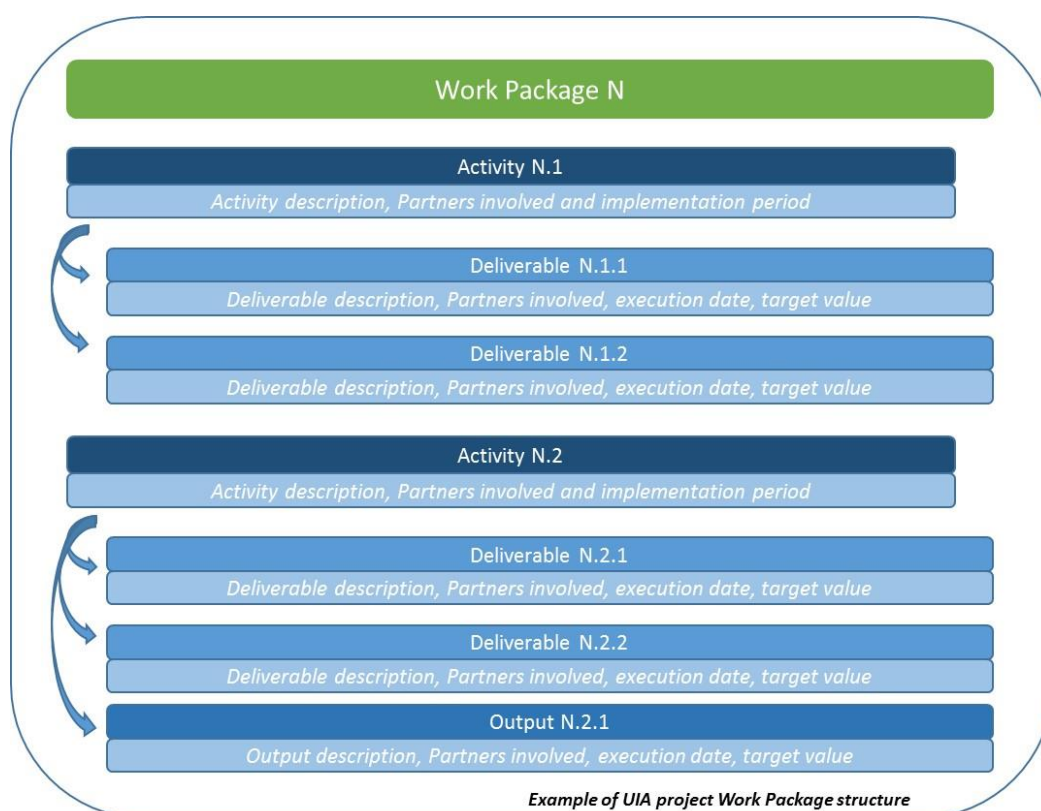 Work Package N
Activity N.1
Activity description, Partners involved and implementation period
Deliverable N.1.1
Deliverable description, Partners involved, execution date, target value
Deliverable N.1.2
Deliverable description, Partners involved, execution date, target value
Activity N.2
Activity description, Partners involved and implementation period
Deliverable N.2.1
Deliverable description, Partners involved, execution date, target value
Deliverable N.2.2
Deliverable description, Partners involved, execution date, target value
Output N.2.1
Output description, Partners involved, execution date, target value
Example of UIA project Work Package structure